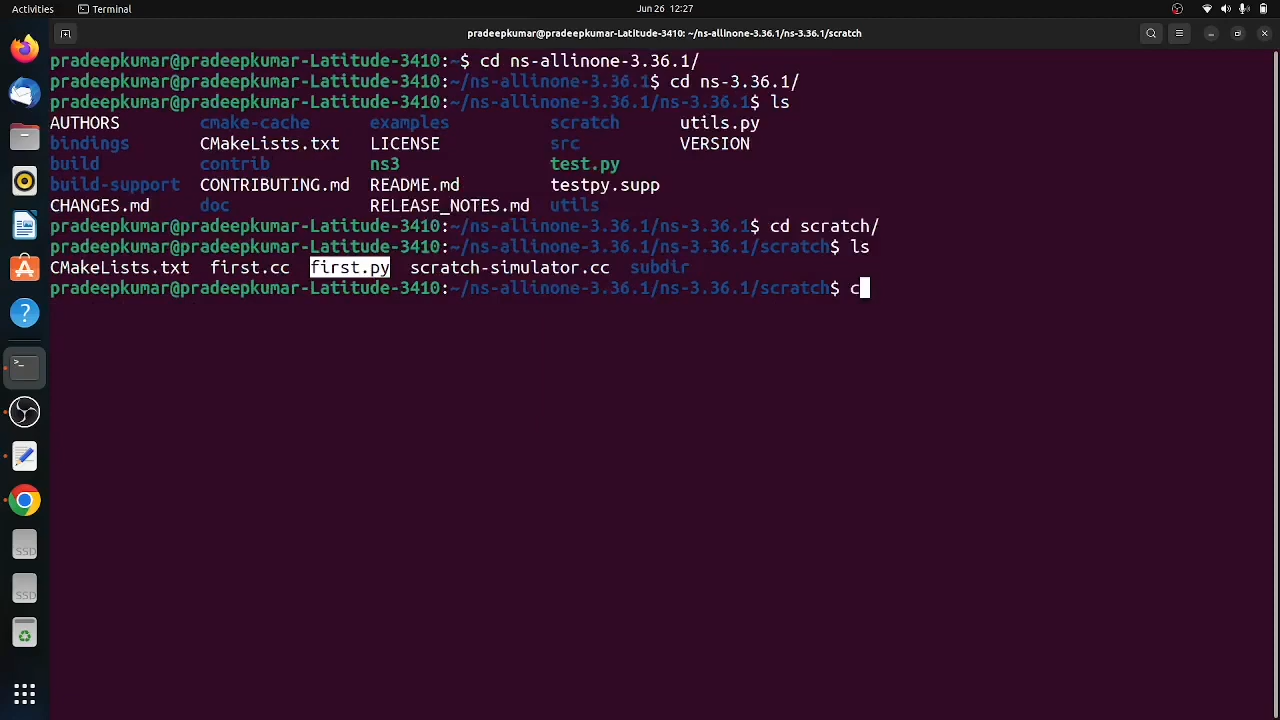 Activities Terminal Jun 26 12:27
pradeepkumar@pradeepkumar-Latitude-3410: ~/ns-allinone-3.36.1/ns-3.36.1/scratch
pradeepkumar@pradeepkumar-Latitude-3410:~$ cd ns-allinone-3.36.1/
pradeepkumar@pradeepkumar-Latitude-3410:~/ns-allinone-3.36.1$ cd ns-3.36.1/
pradeepkumar@pradeepkumar-Latitude-3410:~/ns-allinone-3.36.1/ns-3.36.1$ ls
AUTHORS cmake-cache examples scratch utils.py
bindings CMakeLists.txt LICENSE src VERSION
build contrib ns3 test.py
build-support CONTRIBUTING.md README.md testpy.supp
CHANGES.md doc RELEASE_NOTES.md utils
pradeepkumar@pradeepkumar-Latitude-3410:~/ns-allinone-3.36.1/ns-3.36.1$ cd scratch/
pradeepkumar@pradeepkumar-Latitude-3410:~/ns-allinone-3.36.1/ns-3.36.1/scratch$ ls
CMakeLists.txt first.cc first.py scratch-simulator.cc subdir
pradeepkumar@pradeepkumar-Latitude-3410:~/ns-allinone-3.36.1/ns-3.36.1/scratch$ c
SSD
SSD